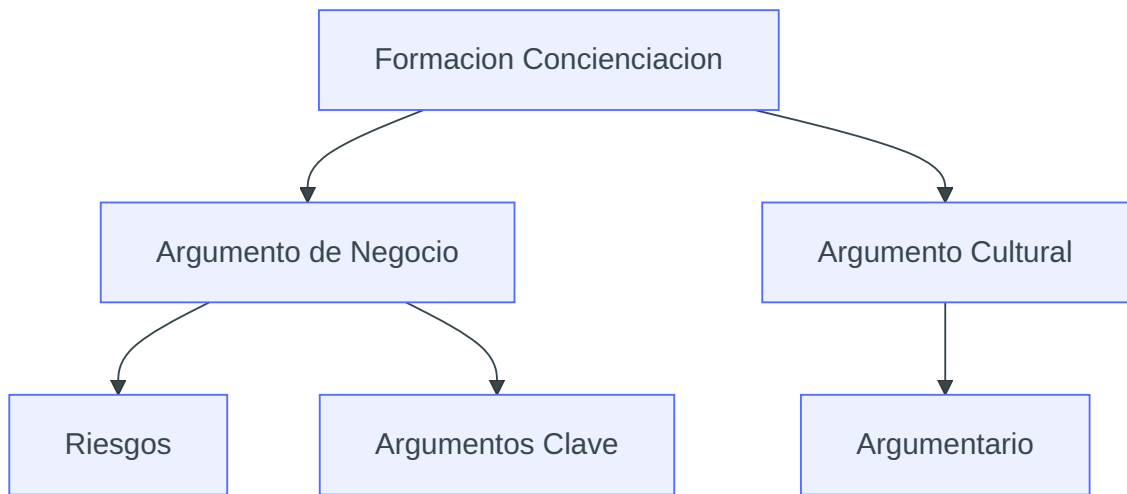 Formacion Concienciacion
Argumento de Negocio
Argumento Cultural
Riesgos
Argumentos Clave
Argumentario